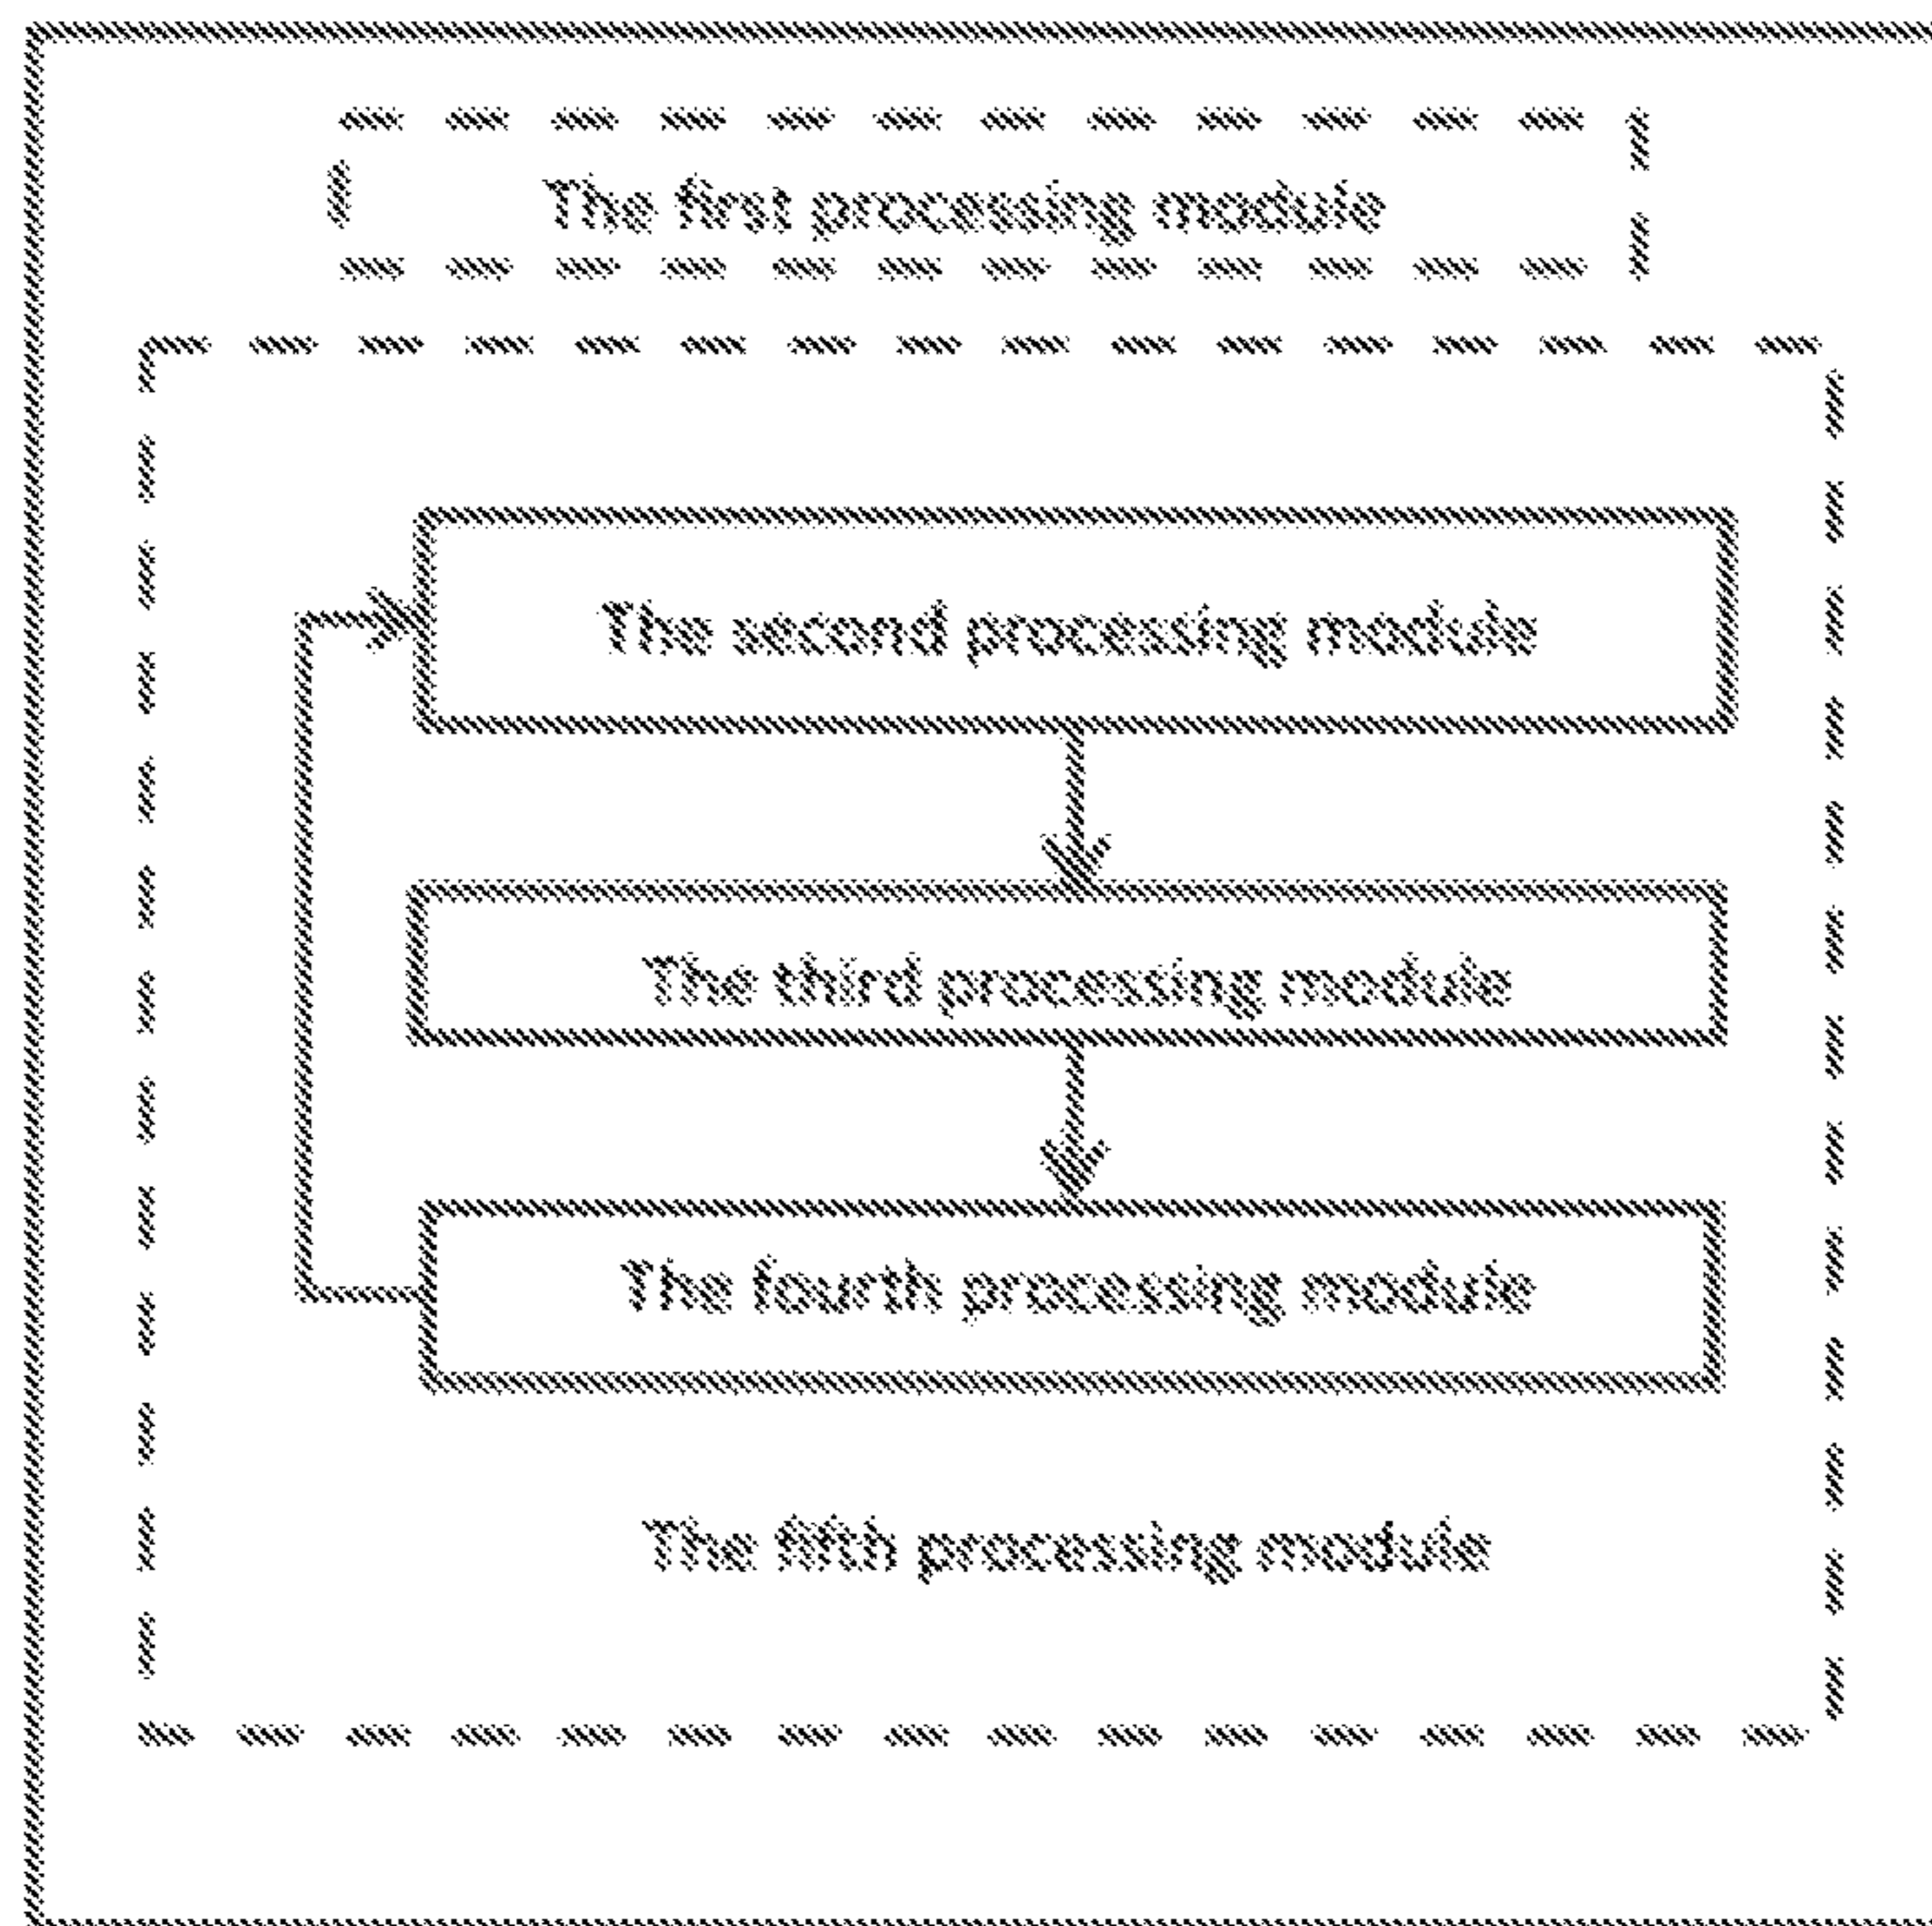 The first processing module
The second processing module
The third processing module
The fourth processing module
The fifth processing module